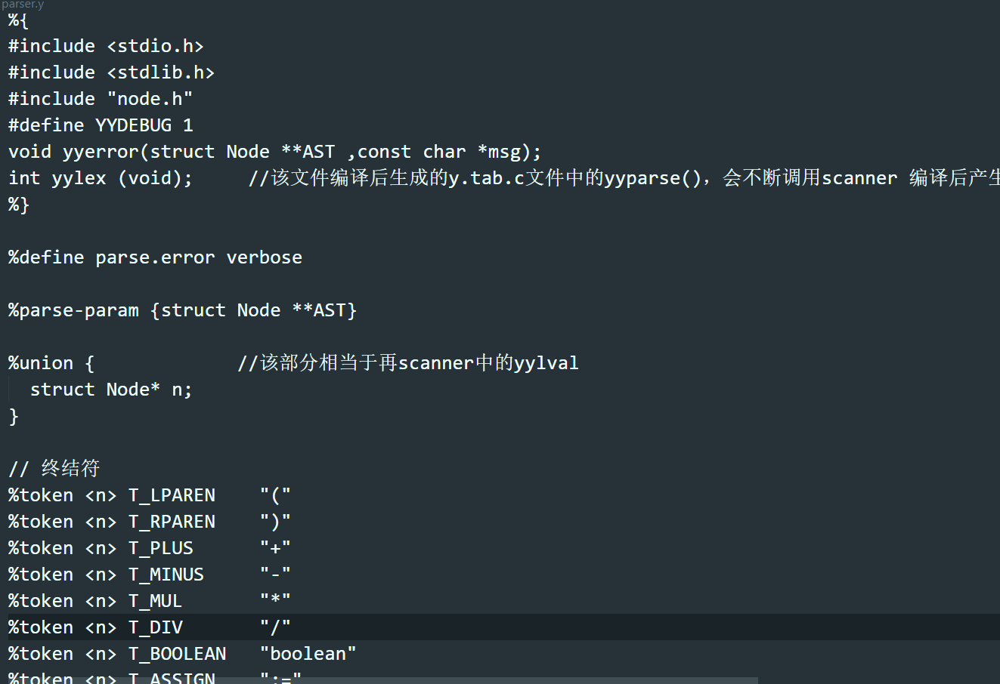 parser.y
%{
#include <stdio.h>
#include <stdlib.h>
#include "node.h"
#define YYDEBUG 1
void yyerror(struct Node **AST ,const char *msg);
int yylex (void);     //该文件编译后生成的y.tab.c文件中的yyparse()，会不断调用scanner 编译后产生
%}
%define parse.error verbose
%parse-param {struct Node **AST}
%union {             //该部分相当于再scanner中的yylval
  struct Node* n;
}
// 终结符
%token <n> T_LPAREN    "("
%token <n> T_RPAREN    ")"
%token <n> T_PLUS      "+"
%token <n> T_MINUS     "-"
%token <n> T_MUL       "*"
%token <n> T_DIV       "/"
%token <n> T_BOOLEAN   "boolean"
%token <n> T_ASSIGN    ":="